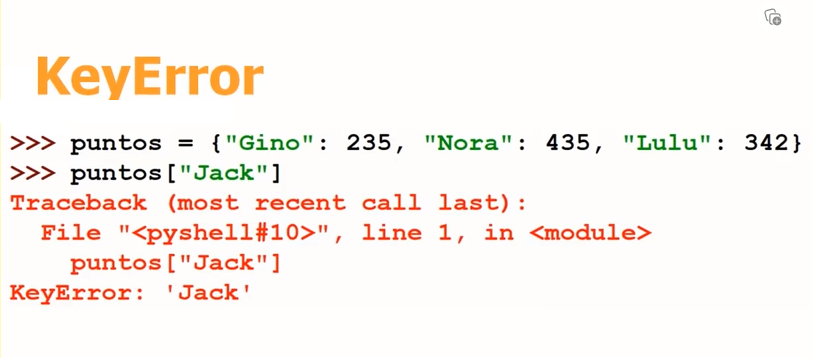 KeyError
>>> puntos = {"Gino": 235, "Nora": 435, "Lulu": 342}
>>> puntos["Jack"]
Traceback (most recent call last):
  File "<pyshell#10>", line 1, in <module>
    puntos["Jack"]
KeyError: 'Jack'